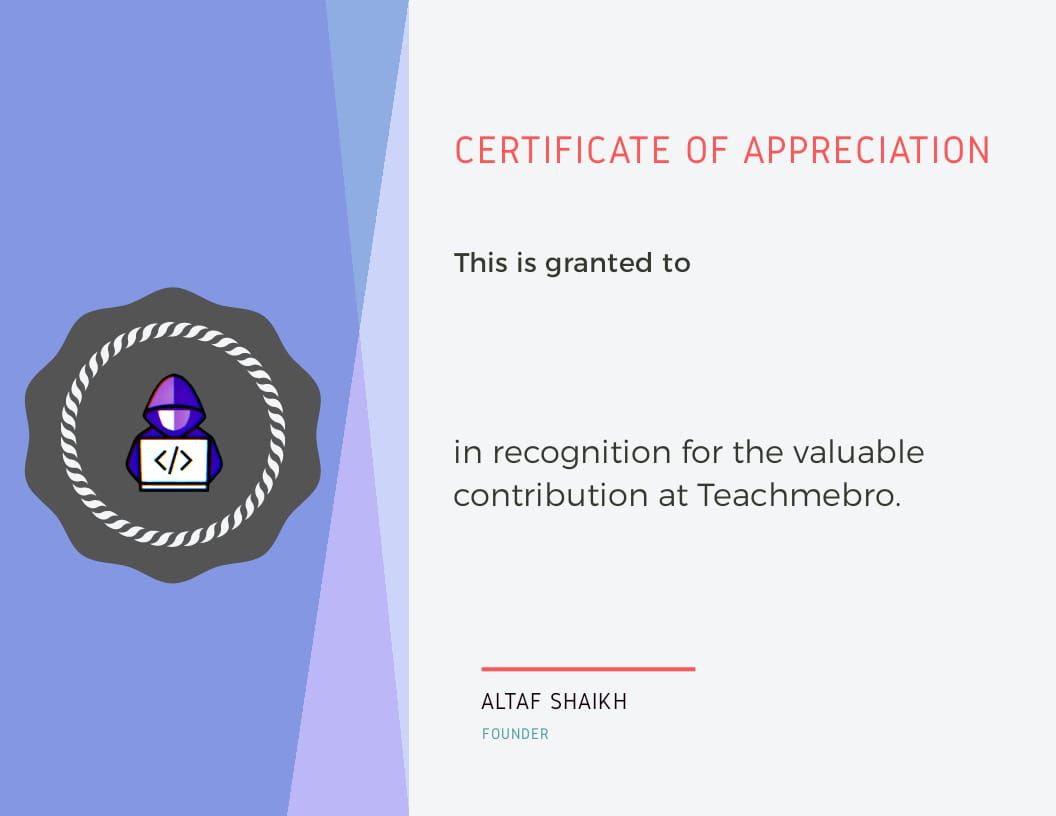 CERTIFICATE OF APPRECIATION
This is granted to
in recognition for the valuable
contribution at Teachmebro.
ALTAF SHAIKH
FOUNDER
</>